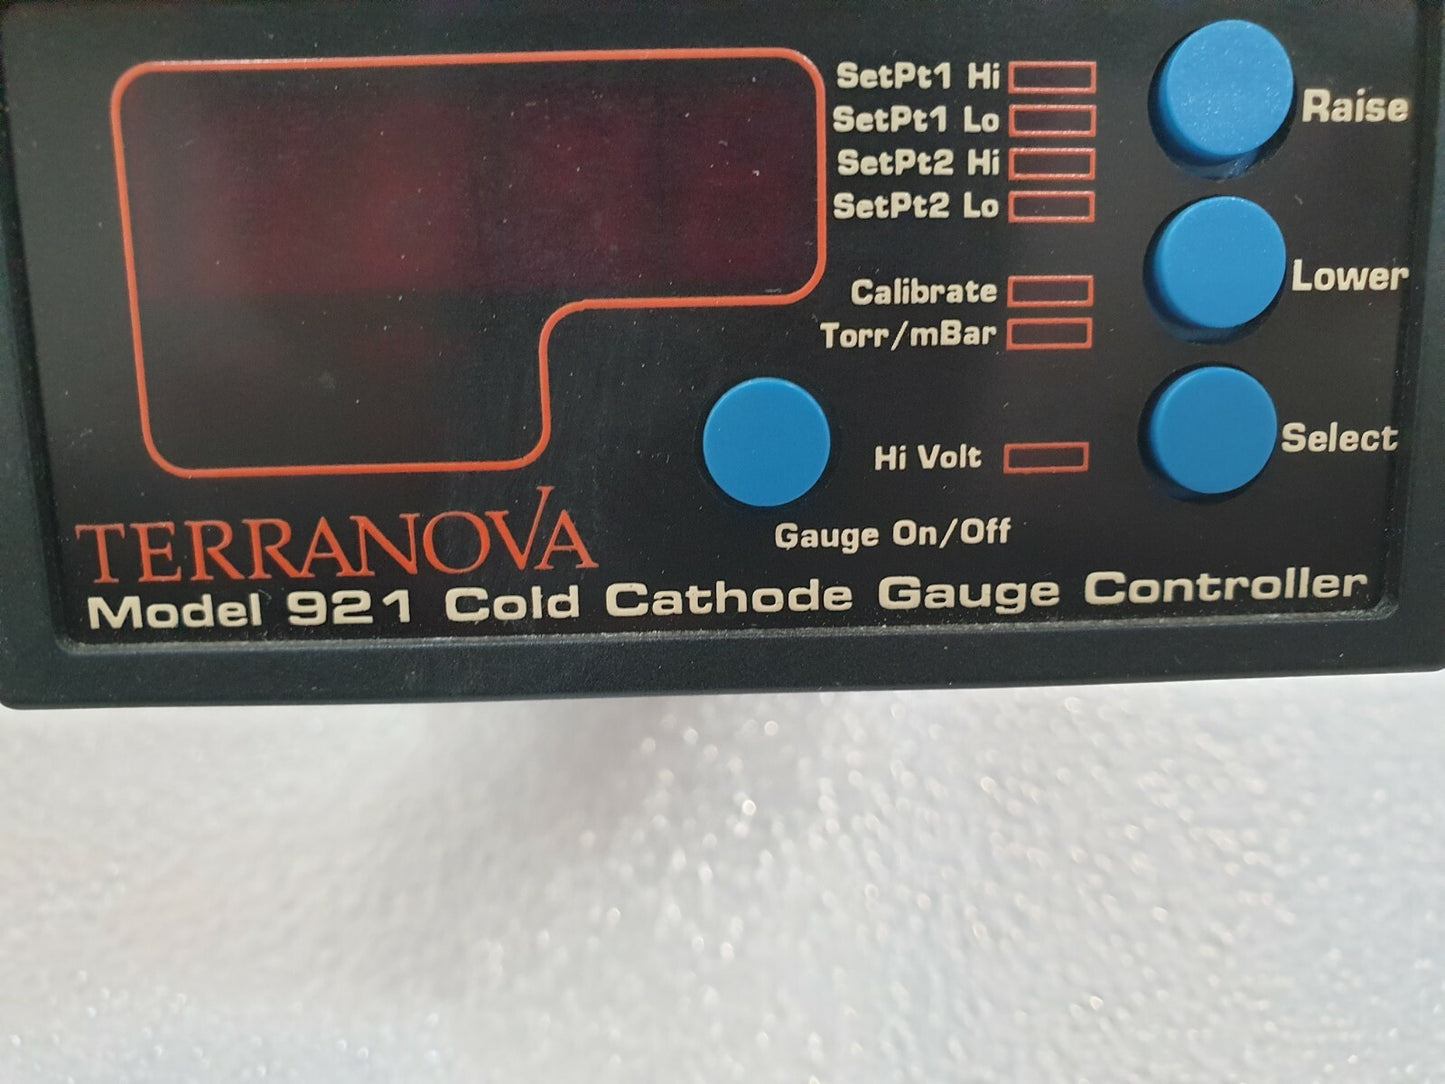 SetPt1 Hi
SetPt1 Lo
SetPt2 Hi
SetPt2 Lo
Calibrate
Torr/mBar
Hi Volt
Raise
Lower
Select
Gauge On/Off
TERRANOVA
Model 921 Cold Cathode Gauge Controller